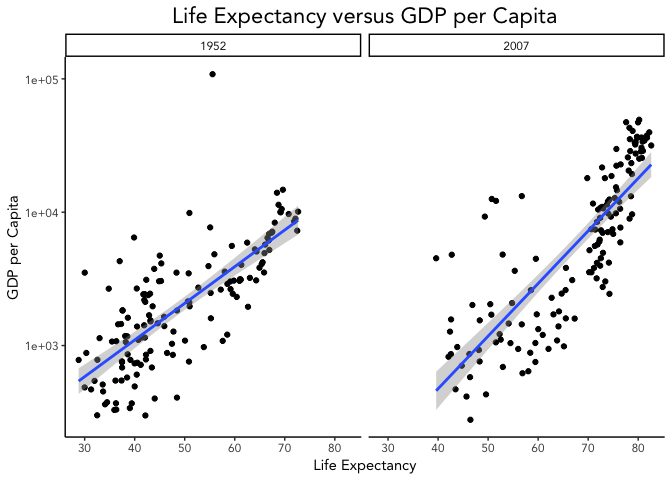 Life Expectancy versus GDP per Capita
1952 2007
1e+05
1e+04
1e+03
GDP per Capita
30 40 50 60 70 80 30 40 50 60 70 80
Life Expectancy